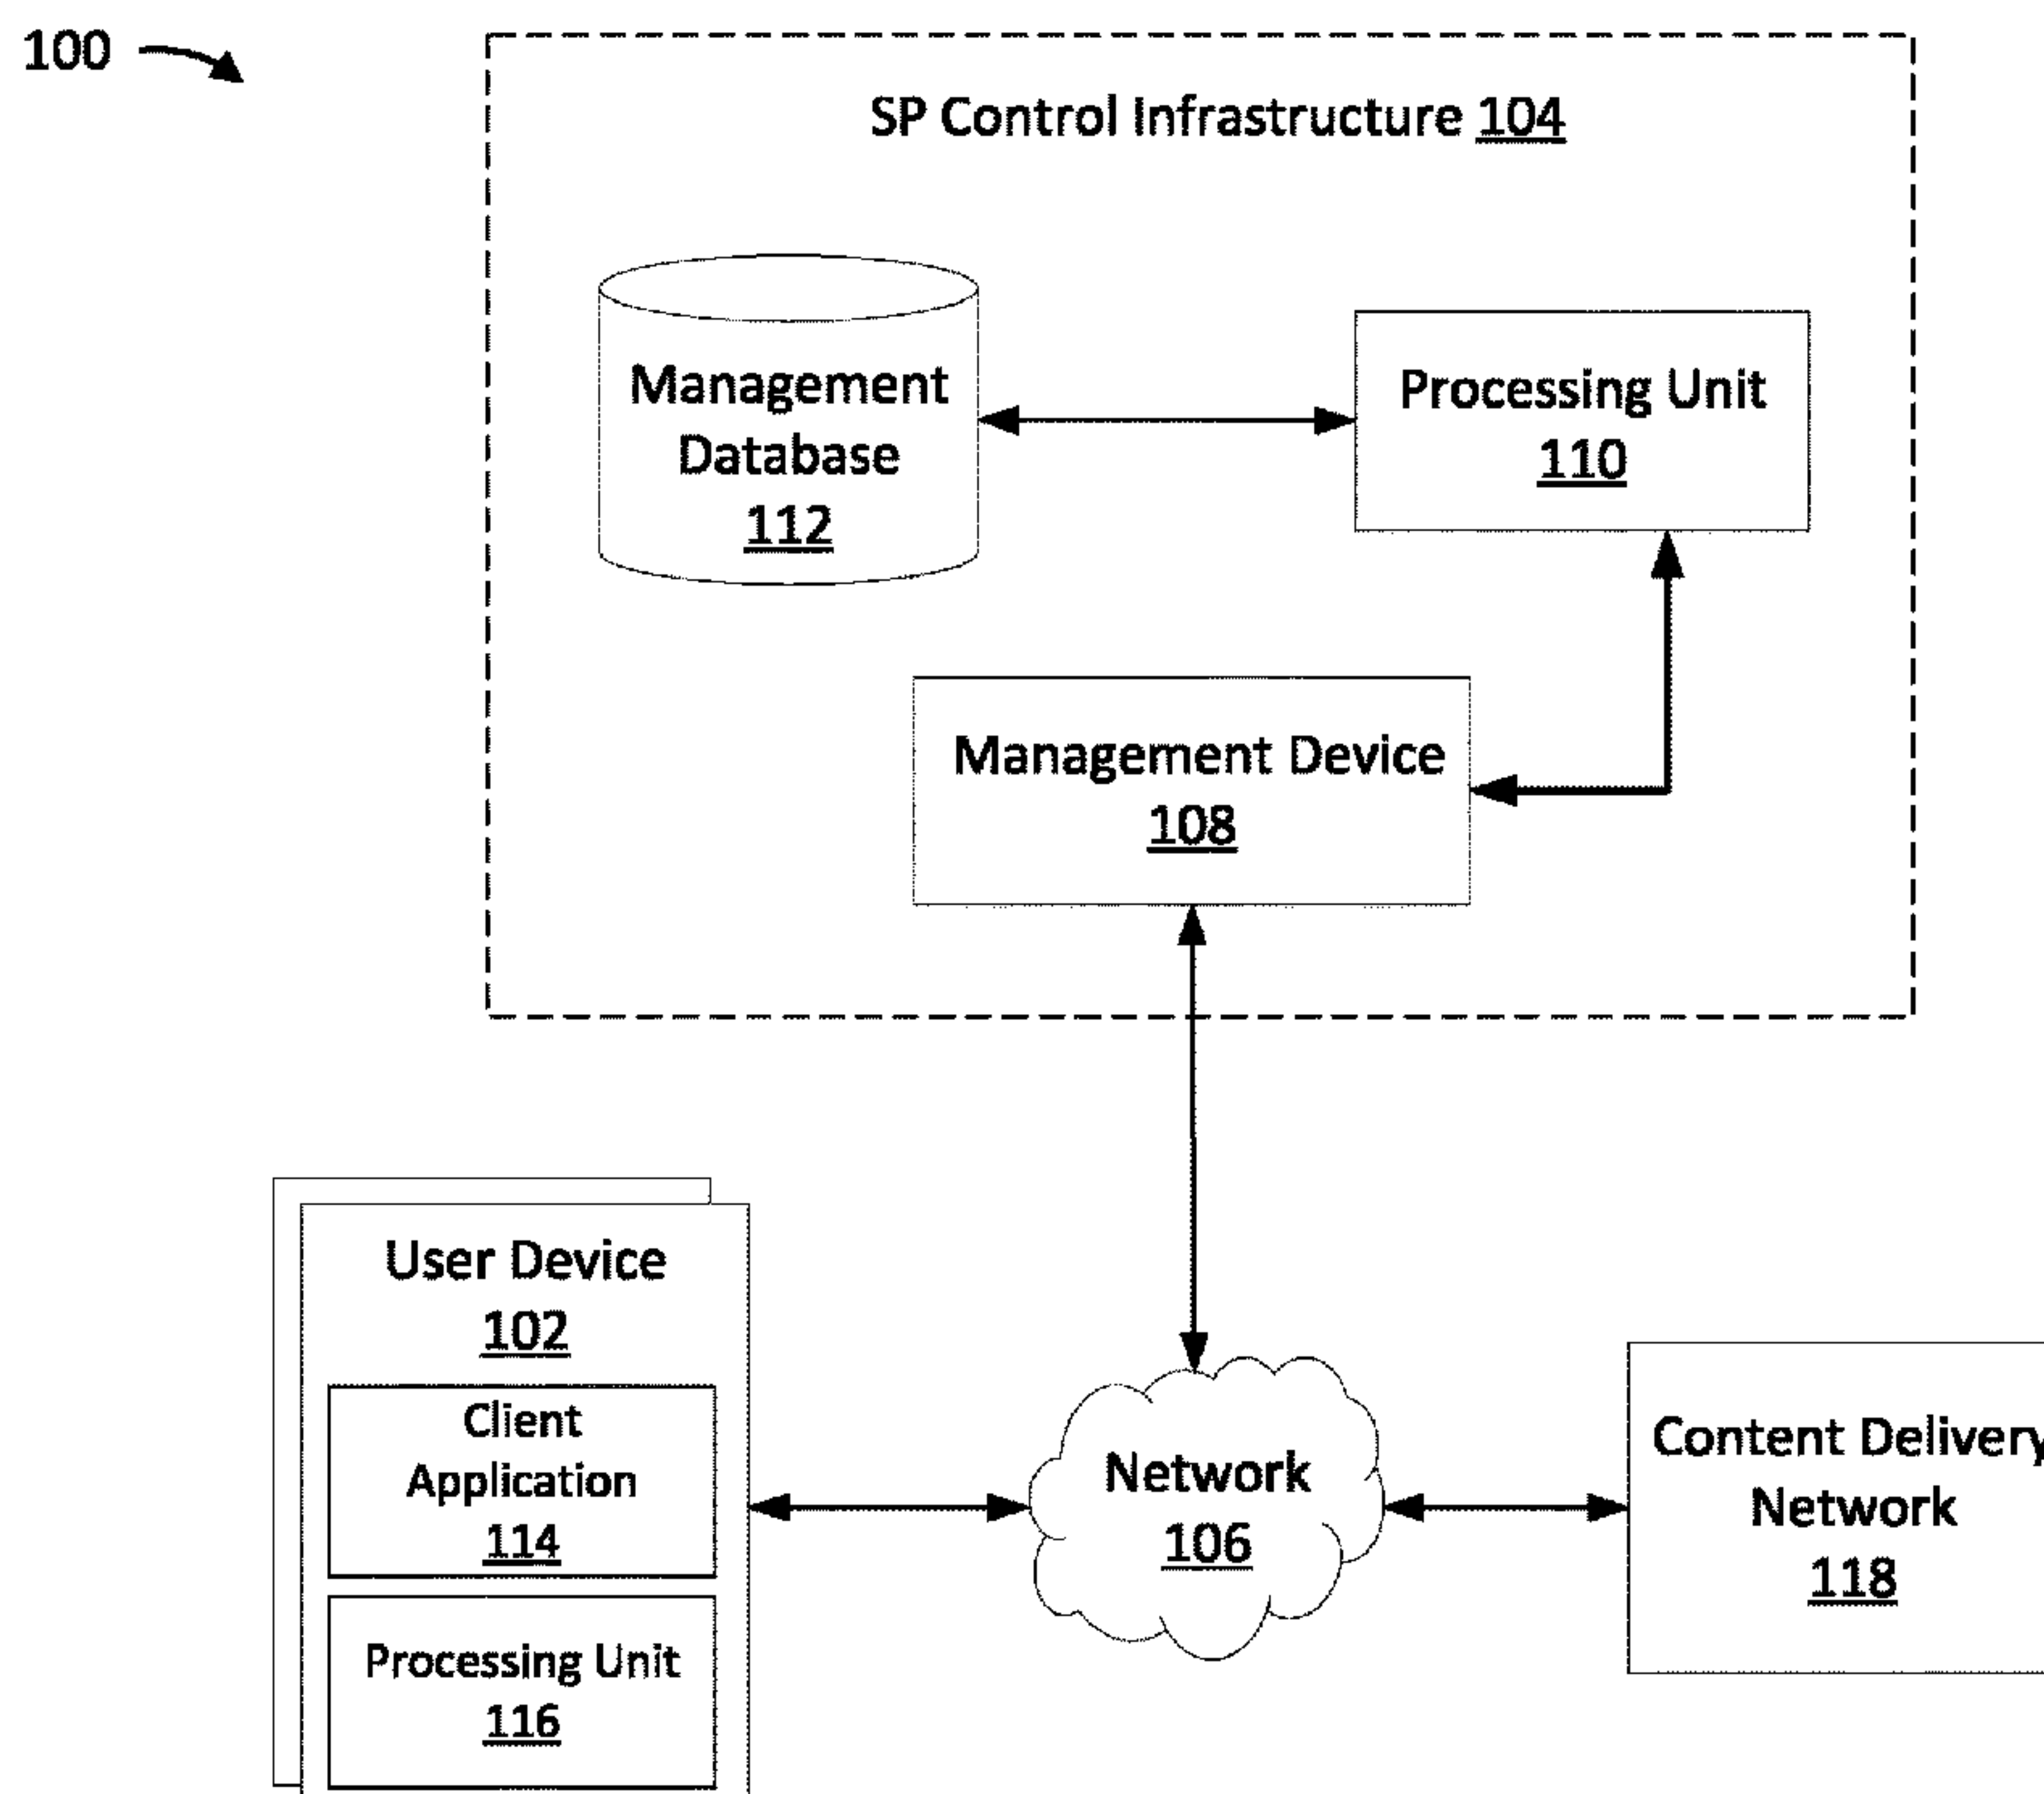 100
SP Control Infrastructure 104
Management
Database
112
Processing Unit
110
Management Device
108
User Device
102
Client
Application
114
Processing Unit
116
Network
106
Content Delivery
Network
118